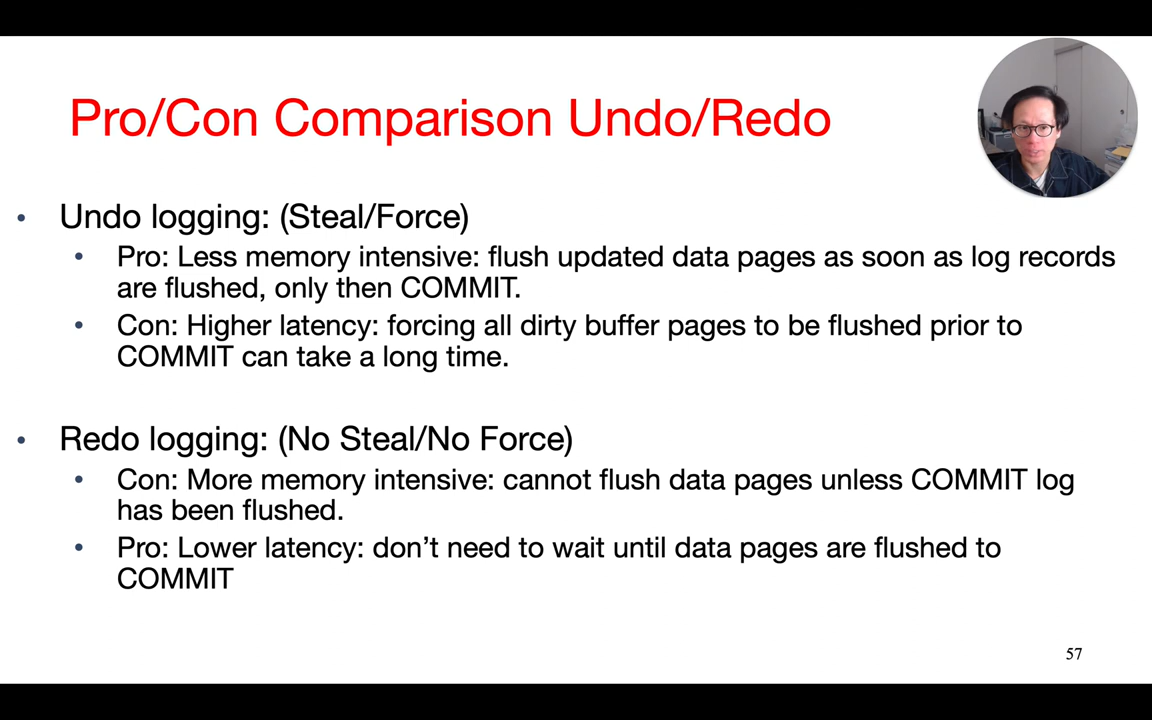 Pro/Con Comparison Undo/Redo
• Undo logging: (Steal/Force)
• Pro: Less memory intensive: flush updated data pages as soon as log records
are flushed, only then COMMIT.
• Con: Higher latency: forcing all dirty buffer pages to be flushed prior to
COMMIT can take a long time.
• Redo logging: (No Steal/No Force)
• Con: More memory intensive: cannot flush data pages unless COMMIT log
has been flushed.
• Pro: Lower latency: don’t need to wait until data pages are flushed to
COMMIT
57